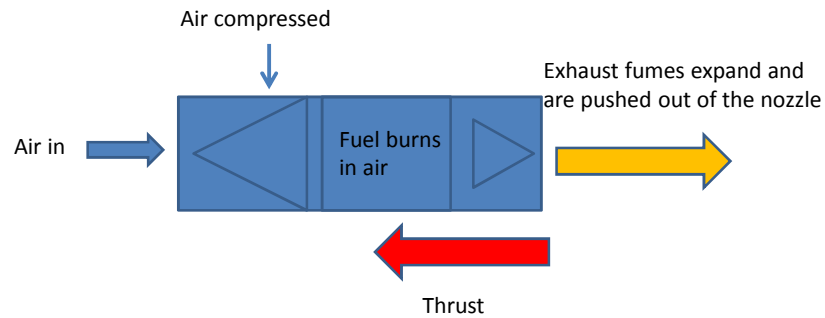 Air compressed
Exhaust fumes expand and
are pushed out of the nozzle
Air in
Fuel burns
in air
Thrust